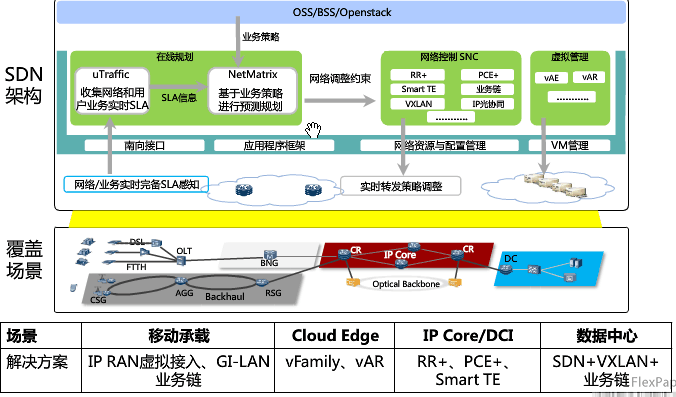 OSS/BSS/Openstack
业务策略
SDN
架构
在线规划
uTraffic
收集网络和用
户业务实时SLA
SLA信息
NetMatrix
基于业务策略
进行预测规划
网络调整约束
网络控制 SNC
RR+
PCE+
Smart TE
业务链
VXLAN
IP光协同
............
虚拟管理
vAE
vAR
............
南向接口
应用程序框架
网络资源与配置管理
VM管理
网络/业务实时完备SLA感知
实时转发策略调整
覆盖
场景
DSL
OLT
FTTH
BNG
CR
IP Core
CR
DC
Optical Backbone
CSG
AGG
Backhaul
RSG
场景
移动承载
Cloud Edge
IP Core/DCI
数据中心
解决方案
IP RAN虚拟接入、GI-LAN
业务链
vFamily、vAR
RR+、PCE+、
Smart TE
SDN+VXLAN+
业务链
FlexPap